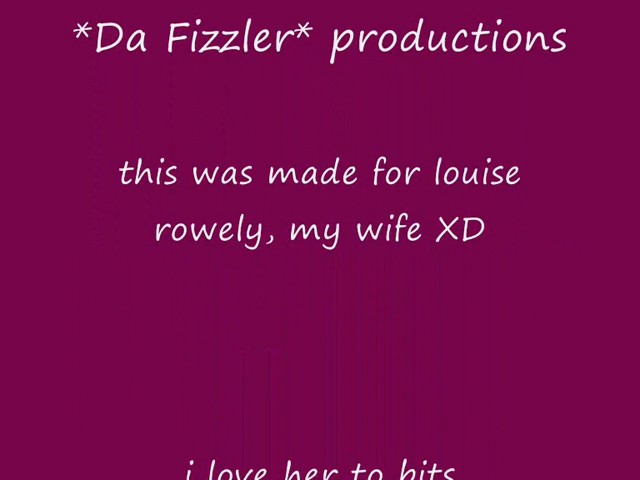 *Da Fizzler* productions
this was made for louise
rowely, my wife XD
i love her to bits